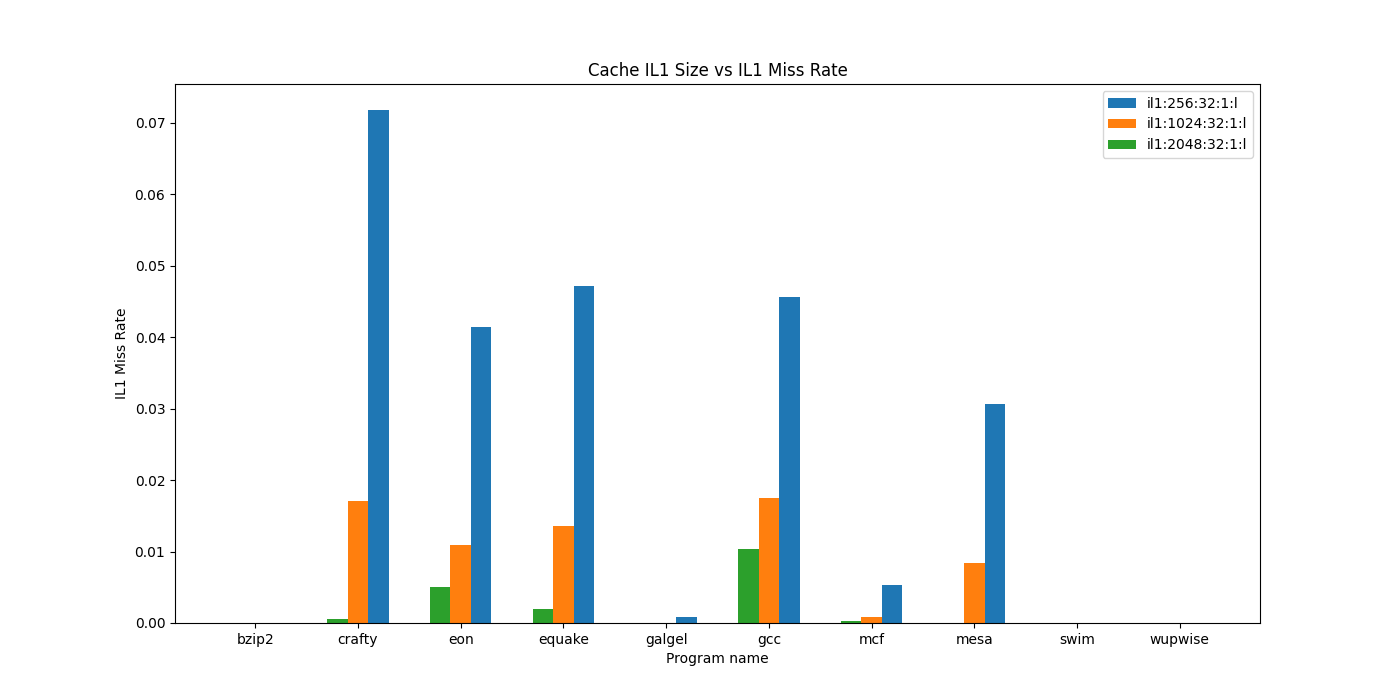 Cache IL1 Size vs IL1 Miss Rate
il1:256:32:1:l
il1:1024:32:1:l
il1:2048:32:1:l
0.07
0.06
0.05
0.04
0.03
0.02
0.01
0.00
IL1 Miss Rate
bzip2 crafty eon equake galgel gcc mcf mesa swim wupwise
Program name